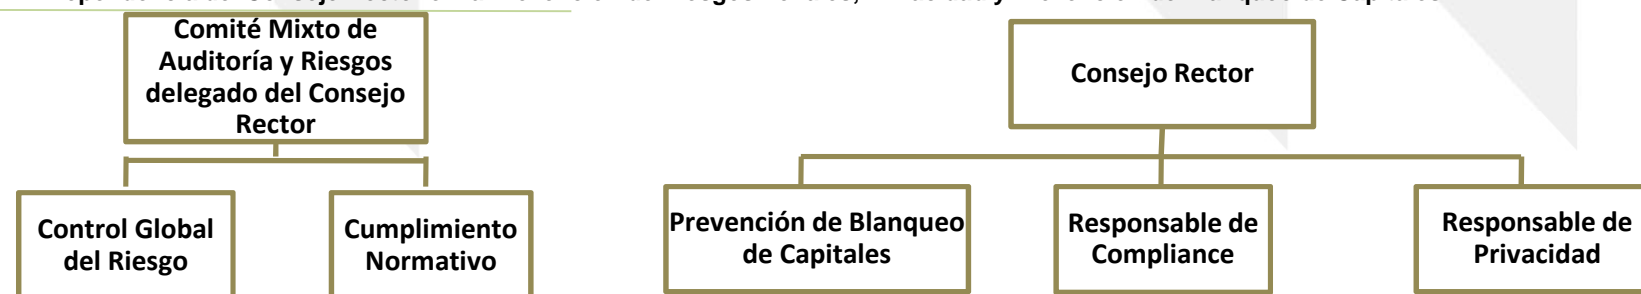 Comité Mixto de
Auditoría y Riesgos
delegado del Consejo
Rector
Consejo Rector
Control Global
del Riesgo
Cumplimiento
Normativo
Prevención de Blanqueo
de Capitales
Responsable de
Compliance
Responsable de
Privacidad